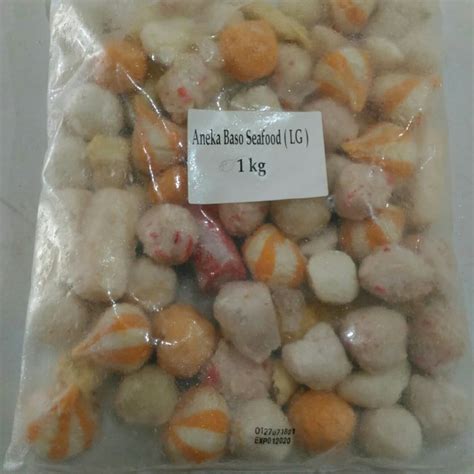 Aneka Baso Seafood ( LG )
1 kg
EXP012020